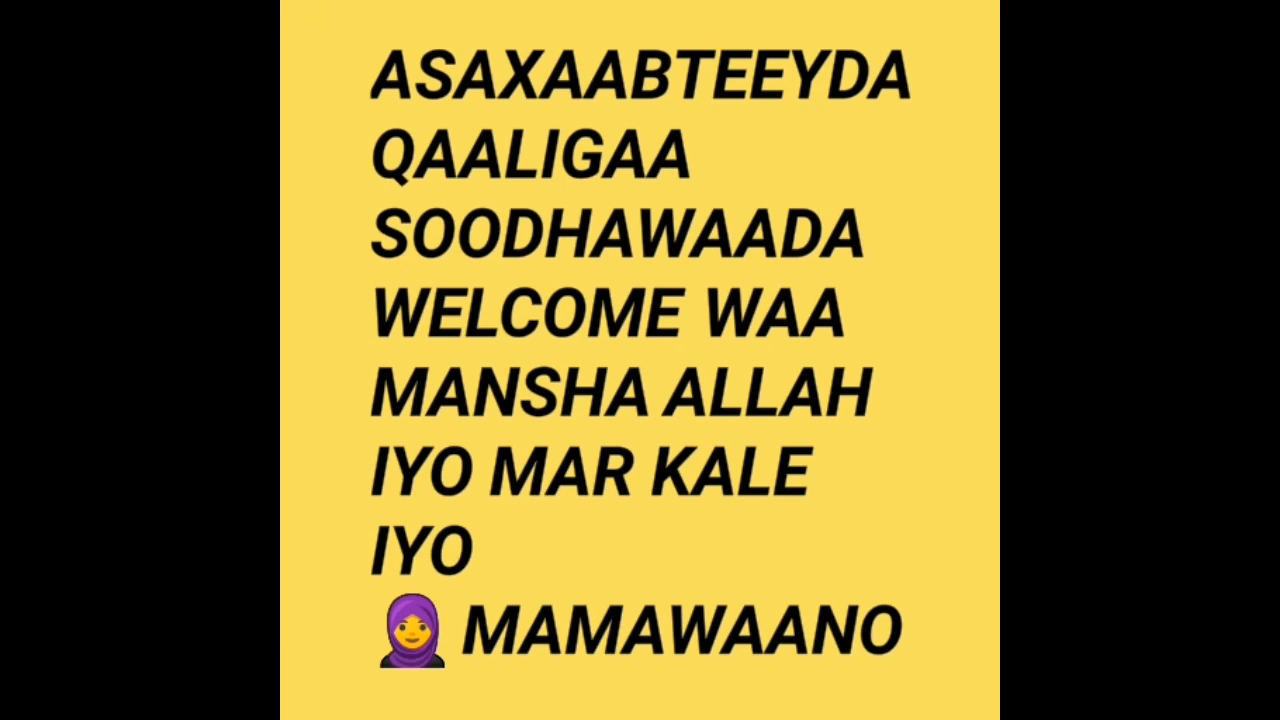 ASAXAABTEEYDA
QAALIGAA
SOODHAWAADA
WELCOME WAA
MANSHA ALLAH
IYO MAR KALE
IYO
🧕MAMAWAANO